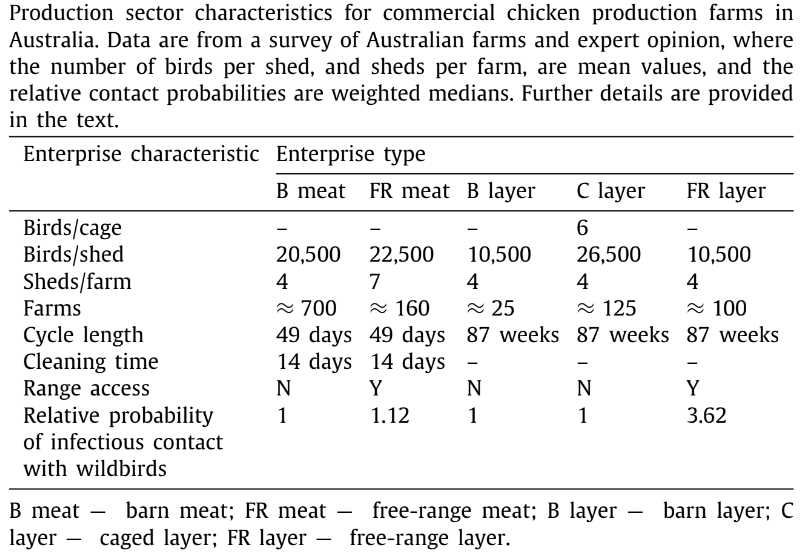 Production sector characteristics for commercial chicken production farms in
Australia. Data are from a survey of Australian farms and expert opinion, where
the number of birds per shed, and sheds per farm, are mean values, and the
relative contact probabilities are weighted medians. Further details are provided
in the text.
Enterprise characteristic Enterprise type
B meat FR meat B layer C layer FR layer
Birds/cage – – – 6 –
Birds/shed 20,500 22,500 10,500 26,500 10,500
Sheds/farm 4 7 4 4 4
Farms ≈ 700 ≈ 160 ≈ 25 ≈ 125 ≈ 100
Cycle length 49 days 49 days 87 weeks 87 weeks 87 weeks
Cleaning time 14 days 14 days – – –
Range access N Y N N Y
Relative probability 1 1.12 1 1 3.62
of infectious contact
with wildbirds
B meat — barn meat; FR meat — free-range meat; B layer — barn layer; C
layer — caged layer; FR layer — free-range layer.